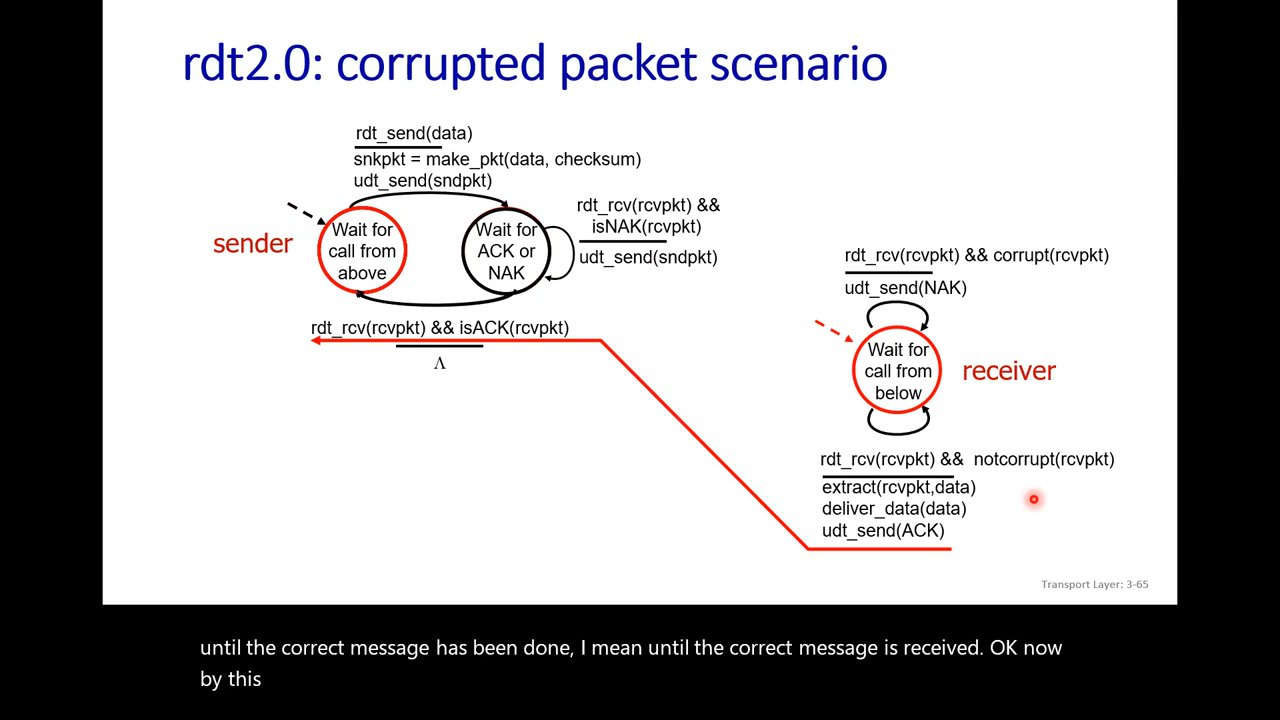 rdt2.0: corrupted packet scenario
rdt_send(data)
snkpkt = make_pkt(data, checksum)
udt_send(sndpkt)
sender
Wait for
call from
above
Wait for
ACK or
NAK
rdt_rcv(rcvpkt) &&
isNAK(rcvpkt)
udt_send(sndpkt)
rdt_rcv(rcvpkt) && isACK(rcvpkt)
Λ
rdt_rcv(rcvpkt) && corrupt(rcvpkt)
udt_send(NAK)
Wait for
call from
below
receiver
rdt_rcv(rcvpkt) && notcorrupt(rcvpkt)
extract(rcvpkt,data)
deliver_data(data)
udt_send(ACK)
Transport Layer: 3-65
until the correct message has been done, I mean until the correct message is received. OK now
by this